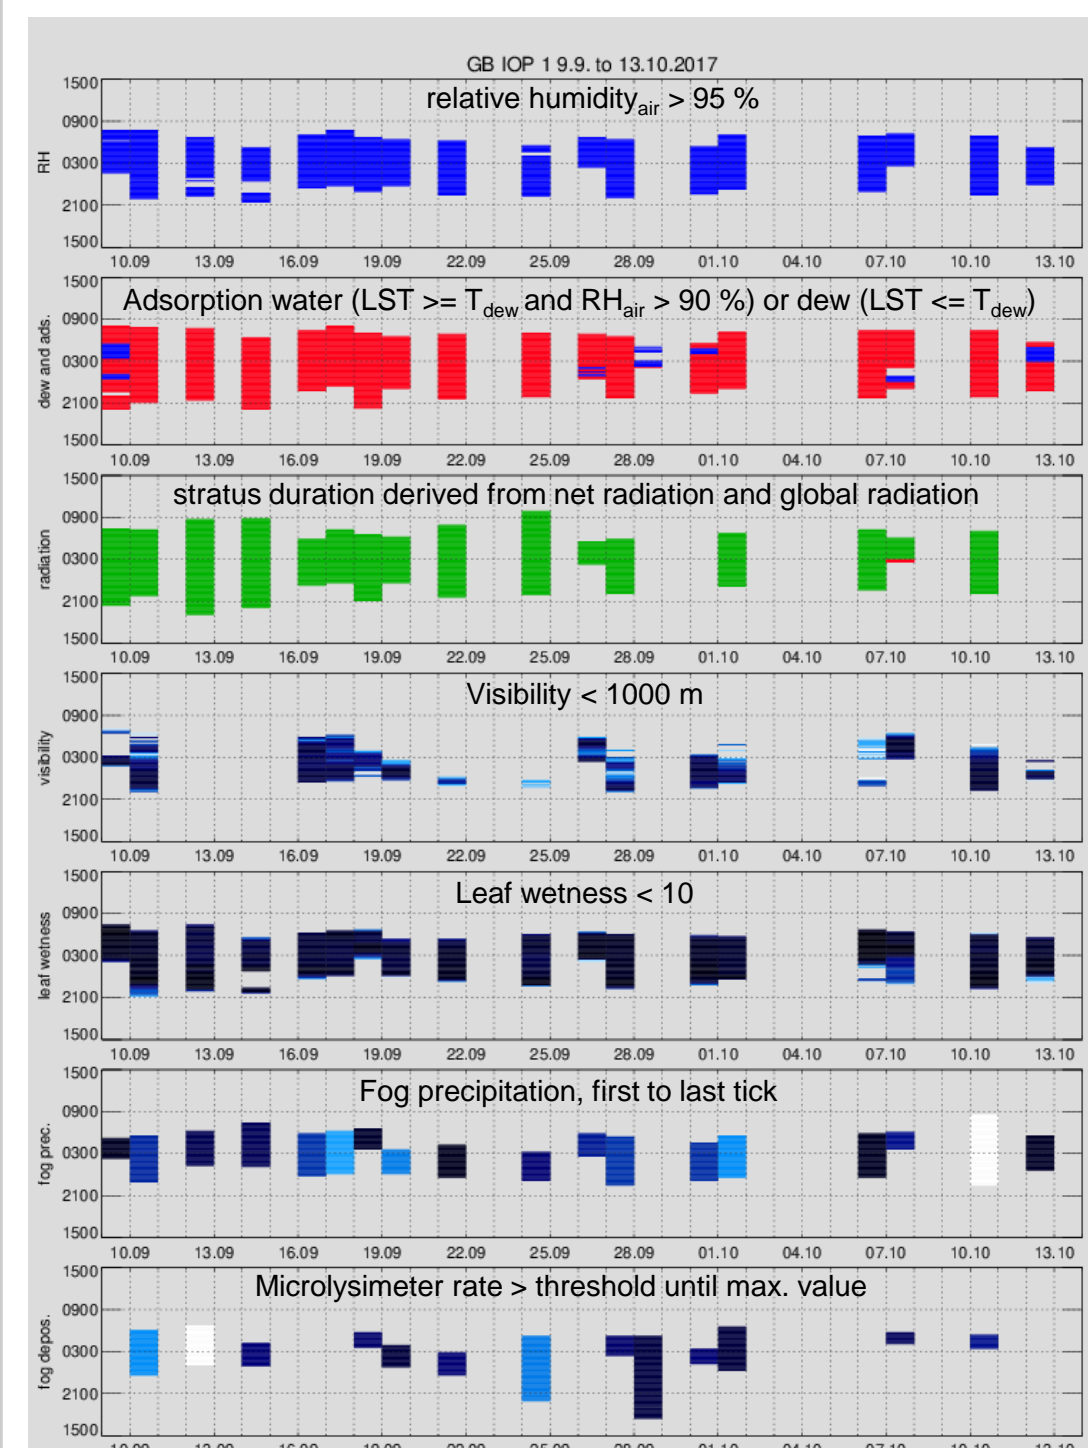 GB IOP 1 9.9. to 13.10.2017
relative humidity_air > 95 %
1500
0900
0300
2100
1500
RH
10.09 13.09 16.09 19.09 22.09 25.09 28.09 01.10 04.10 07.10 10.10 13.10
Adsorption water (LST >= T_dew and RH_air > 90 %) or dew (LST <= T_dew)
1500
0900
0300
2100
1500
dew and ads.
10.09 13.09 16.09 19.09 22.09 25.09 28.09 01.10 04.10 07.10 10.10 13.10
stratus duration derived from net radiation and global radiation
1500
0900
0300
2100
1500
radiation
10.09 13.09 16.09 19.09 22.09 25.09 28.09 01.10 04.10 07.10 10.10 13.10
Visibility < 1000 m
1500
0900
0300
2100
1500
visibility
10.09 13.09 16.09 19.09 22.09 25.09 28.09 01.10 04.10 07.10 10.10 13.10
Leaf wetness < 10
1500
0900
0300
2100
1500
leaf wetness
10.09 13.09 16.09 19.09 22.09 25.09 28.09 01.10 04.10 07.10 10.10 13.10
Fog precipitation, first to last tick
1500
0900
0300
2100
1500
fog prec.
10.09 13.09 16.09 19.09 22.09 25.09 28.09 01.10 04.10 07.10 10.10 13.10
Microlysimeter rate > threshold until max. value
1500
0900
0300
2100
1500
fog depos.